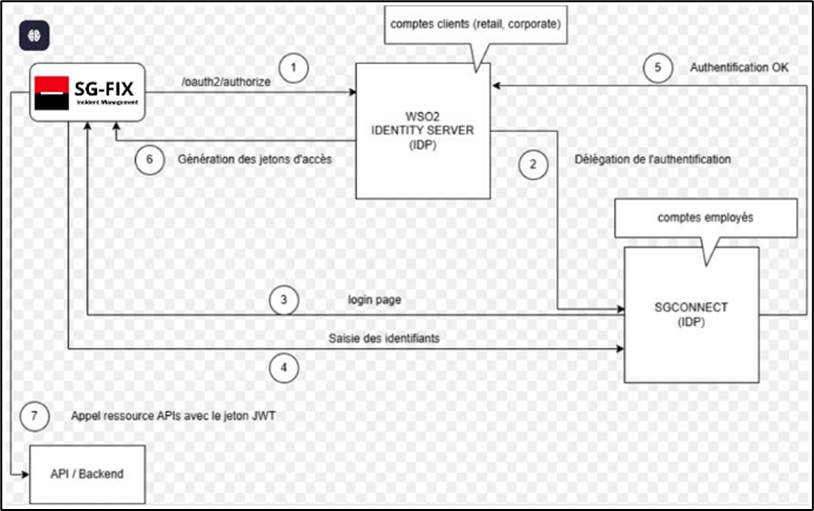 comptes clients (retail, corporate)
SG-FIX
Incident Management
/oauth2/authorize
1
5
Authentification OK
WSO2
IDENTITY SERVER
(IDP)
6
Génération des jetons d'accès
2
Délégation de l'authentification
comptes employés
3
login page
SGCONNECT
(IDP)
Saisie des identifiants
4
7
Appel ressource APIs avec le jeton JWT
API / Backend